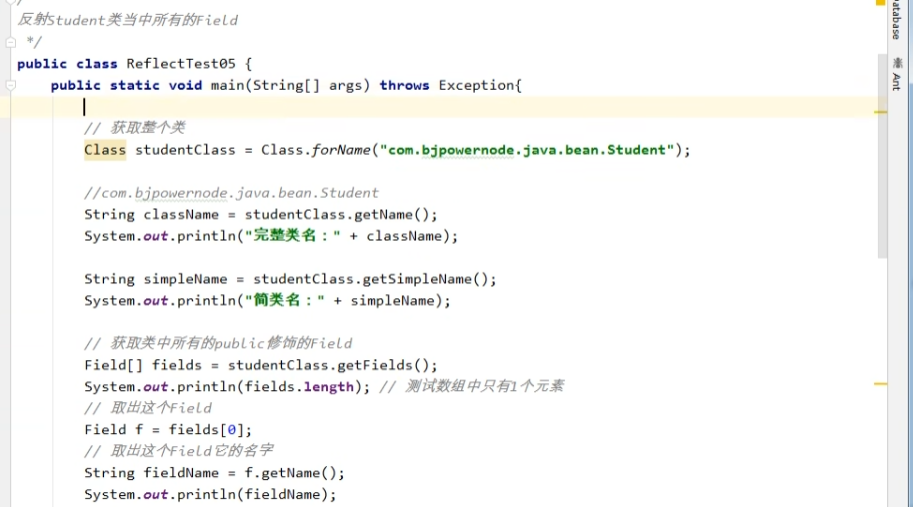 反射Student类当中所有的Field
*/
public class ReflectTest05 {
public static void main(String[] args) throws Exception{
// 获取整个类
Class studentClass = Class.forName("com.bjpowernode.java.bean.Student");
//com.bjpowernode.java.bean.Student
String className = studentClass.getName();
System.out.println("完整类名：" + className);
String simpleName = studentClass.getSimpleName();
System.out.println("简类名：" + simpleName);
// 获取类中所有的public修饰的Field
Field[] fields = studentClass.getFields();
System.out.println(fields.length); // 测试数组中只有1个元素
// 取出这个Field
Field f = fields[0];
// 取出这个Field它的名字
String fieldName = f.getName();
System.out.println(fieldName);
Database
Ant